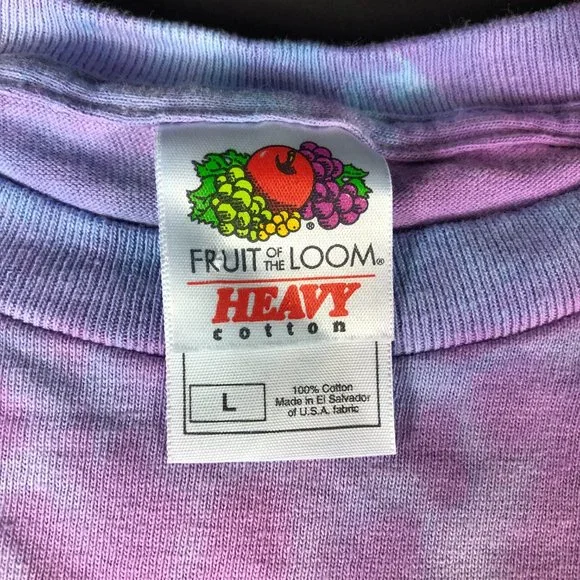 ®
FRUIT OF THE LOOM®
HEAVY
cotton
L
100% Cotton
Made in El Salvador
of U.S.A. fabric